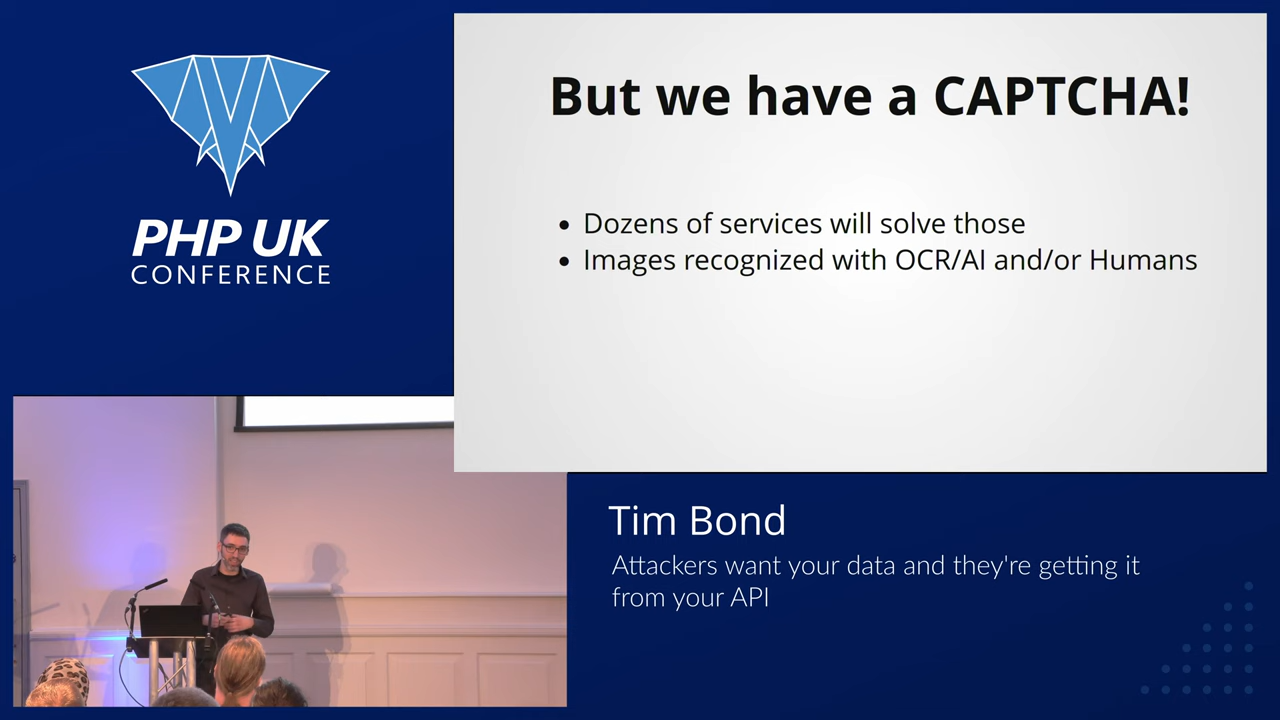 PHP UK
CONFERENCE
But we have a CAPTCHA!
• Dozens of services will solve those
• Images recognized with OCR/AI and/or Humans
Tim Bond
Attackers want your data and they're getting it
from your API